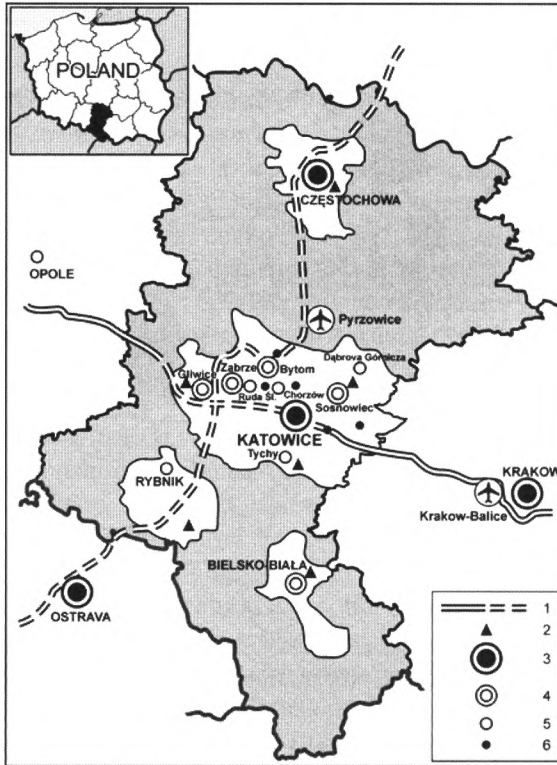 POLAND
CZĘSTOCHOWA
OPOLE
Pyrzowice
Dąbrova Górnicza
Gliwice
Zabrze
Bytom
Ruda Śl.
Chorzów
Sosnowiec
KATOWICE
Tychy
RYBNIK
KRAKOW
Krakow-Balice
BIELSKO-BIAŁA
OSTRAVA
1
2
3
4
5
6